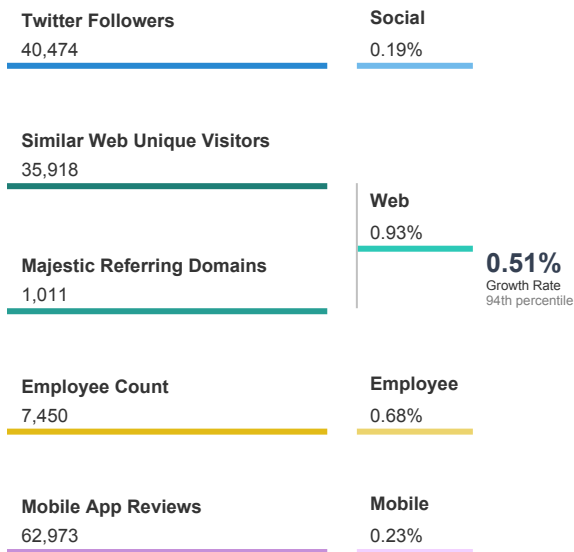 Twitter Followers
40,474
Social
0.19%
Similar Web Unique Visitors
35,918
Web
0.93%
Majestic Referring Domains
1,011
0.51%
Growth Rate
94th percentile
Employee Count
7,450
Employee
0.68%
Mobile App Reviews
62,973
Mobile
0.23%